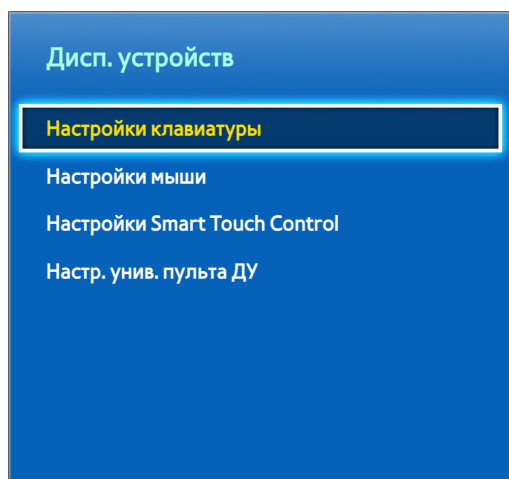 Дисп. устройств
Настройки клавиатуры
Настройки мыши
Настройки Smart Touch Control
Настр. унив. пульта ДУ